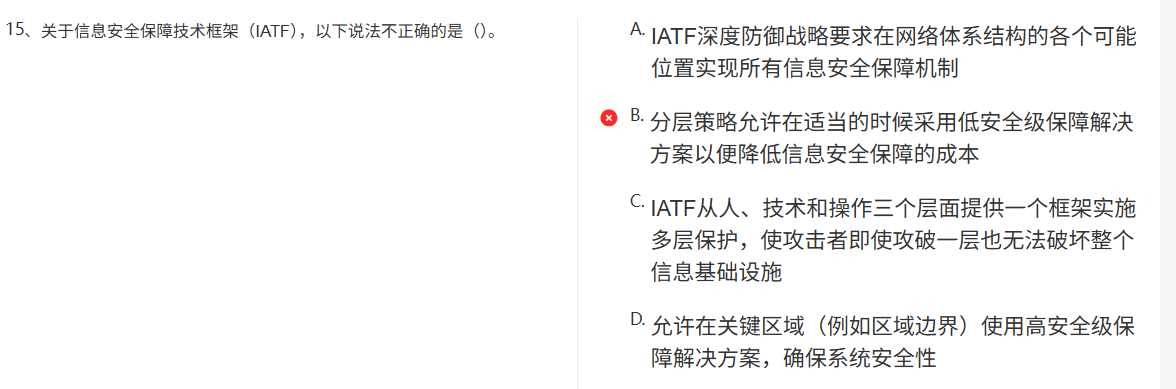 15、关于信息安全保障技术框架（IATF），以下说法不正确的是（）。
A. IATF深度防御战略要求在网络体系结构的各个可能
位置实现所有信息安全保障机制
B. 分层策略允许在适当的时候采用低安全级保障解决
方案以便降低信息安全保障的成本
C. IATF从人、技术和操作三个层面提供一个框架实施
多层保护，使攻击者即使攻破一层也无法破坏整个
信息基础设施
D. 允许在关键区域（例如区域边界）使用高安全级保
障解决方案，确保系统安全性